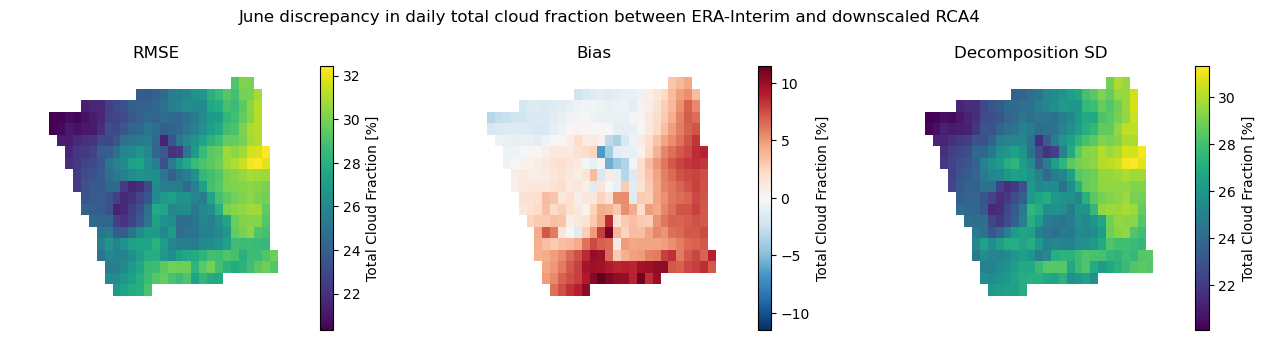 June discrepancy in daily total cloud fraction between ERA-Interim and downscaled RCA4
RMSE
32
30
28
26
24
22
Total Cloud Fraction [%]
Bias
10
5
0
−5
−10
Total Cloud Fraction [%]
Decomposition SD
30
28
26
24
22
Total Cloud Fraction [%]